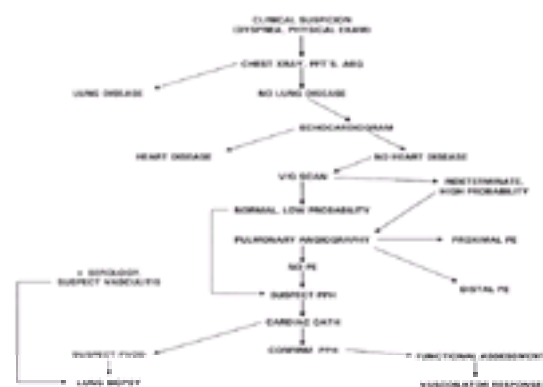 CLINICAL SUSPICION
(DYSPNEA, PHYSICAL EXAM)
CHEST XRAY, PFT'S, ABG
LUNG DISEASE
NO LUNG DISEASE
ECHOCARDIOGRAM
HEART DISEASE
NO HEART DISEASE
V/Q SCAN
INDETERMINATE,
HIGH PROBABILITY
NORMAL, LOW PROBABILITY
PULMONARY ANGIOGRAPHY
PROXIMAL PE
NO PE
+ SEROLOGY,
SUSPECT VASCULITIS
DISTAL PE
SUSPECT PPH
CARDIAC CATH
SUSPECT PVOD
CONFIRM PPH
FUNCTIONAL ASSESSMENT
LUNG BIOPSY
VASODILATOR RESPONSE